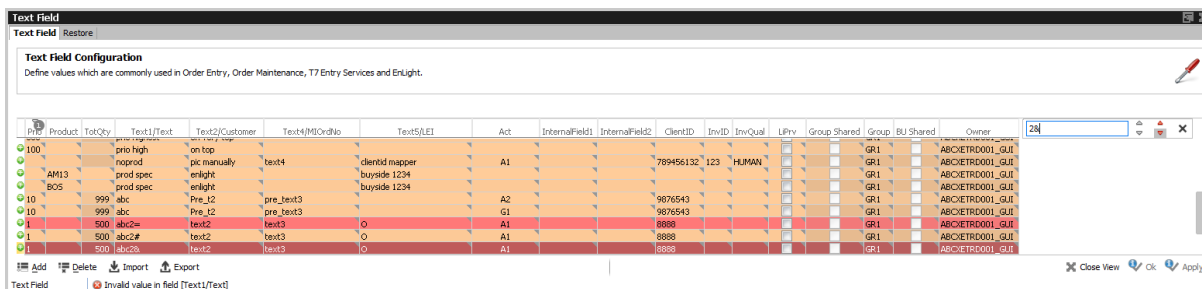 Text Field
Text Field Restore
Text Field Configuration
Define values which are commonly used in Order Entry, Order Maintenance, T7 Entry Services and EnLight.
1
Prio Product TotQty Text1/Text Text2/Customer Text4/MIOrdNo Text5/LEI Act InternalField1 InternalField2 ClientID InvID InvQual LiPrv Group Shared Group BU Shared Owner 2&
100 prio high on top GR1 ABCXETRD001_GUI
noprod pic manually text4 clientid mapper A1 789456132 123 HUMAN GR1 ABCXETRD001_GUI
AM13 prod spec enlight buyside 1234 GR1 ABCXETRD001_GUI
BOS prod spec enlight buyside 1234 GR1 ABCXETRD001_GUI
10 999 abc Pre_t2 pre_text3 A2 9876543 GR1 ABCXETRD001_GUI
10 999 abc Pre_t2 pre_text3 G1 9876543 GR1 ABCXETRD001_GUI
1 500 abc2= text2 text3 O A1 8888 GR1 ABCXETRD001_GUI
1 500 abc2# text2 text3 O A1 8888 GR1 ABCXETRD001_GUI
1 500 abc2& text2 text3 O A1 8888 GR1 ABCXETRD001_GUI
Add Delete Import Export Close View Ok Apply
Text Field Invalid value in field [Text1/Text]